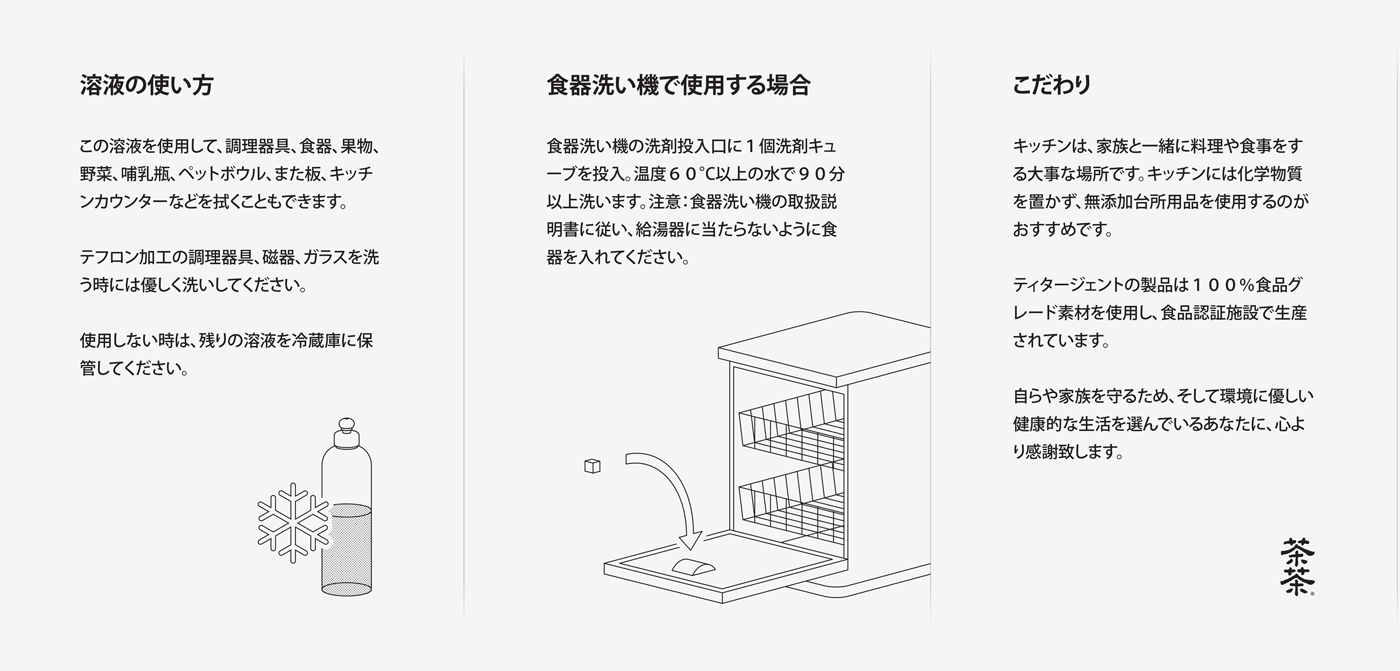 溶液の使い方
この溶液を使用して、調理器具、食器、果物、
野菜、哺乳瓶、ペットボウル、また板、キッチ
ンカウンターなどを拭くこともできます。
テフロン加工の調理器具、磁器、ガラスを洗
う時には優しく洗いしてください。
使用しない時は、残りの溶液を冷蔵庫に保
管してください。
食器洗い機で使用する場合
食器洗い機の洗剤投入口に１個洗剤キュ
ーブを投入。温度６０℃以上の水で９０分
以上洗います。注意：食器洗い機の取扱説
明書に従い、給湯器に当たらないように食
器を入れてください。
こだわり
キッチンは、家族と一緒に料理や食事をす
る大事な場所です。キッチンには化学物質
を置かず、無添加台所用品を使用するのが
おすすめです。
ティタージェントの製品は１００％食品グ
レード素材を使用し、食品認証施設で生産
されています。
自らや家族を守るため、そして環境に優しい
健康的な生活を選んでいるあなたに、心よ
り感謝致します。
茶
茶®